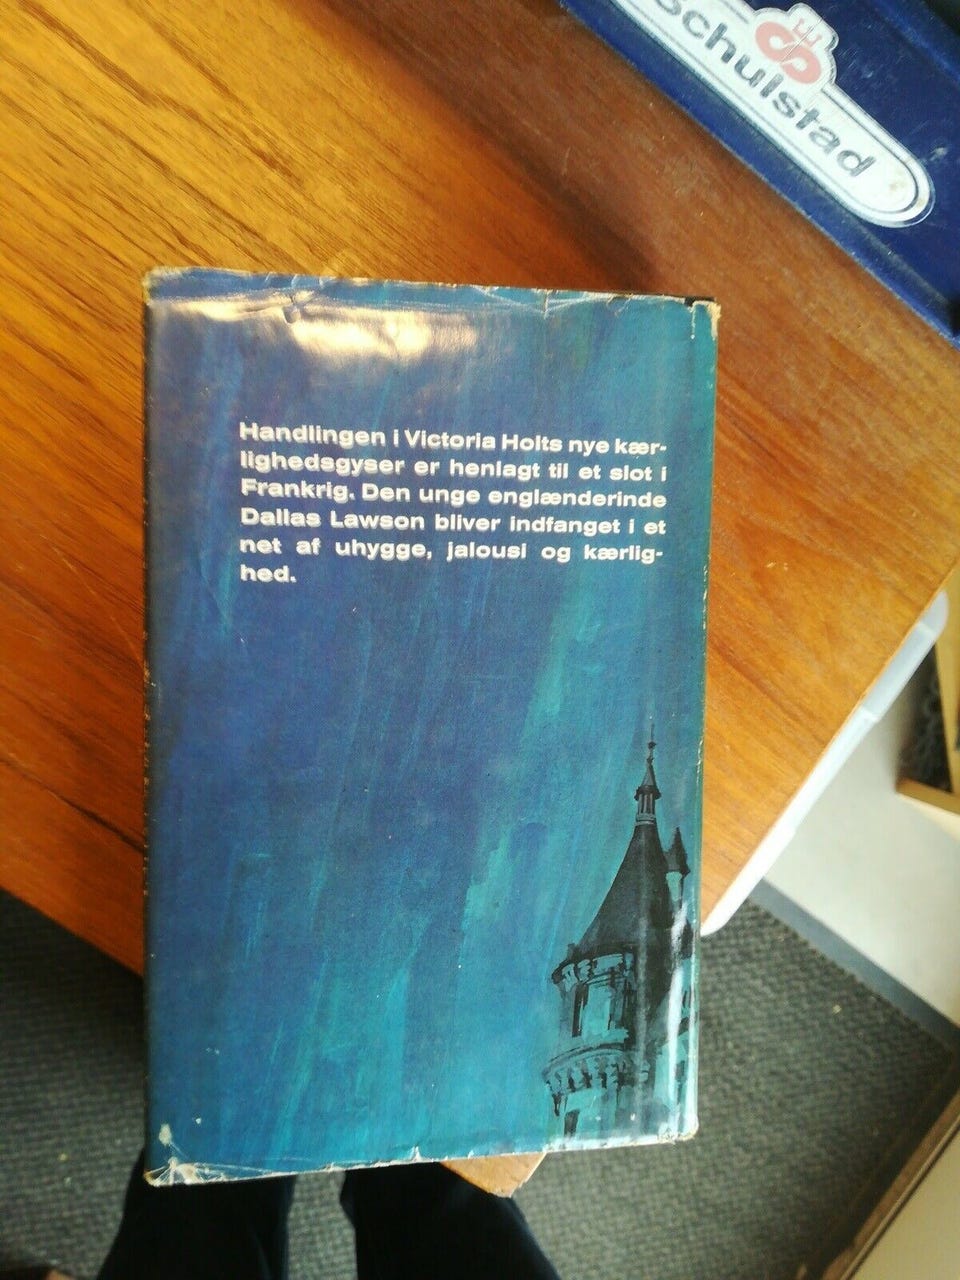 Schulstad
Handlingen i Victoria Holts nye kær-
lighedsgyser er henlagt til et slot i
Frankrig. Den unge englænderinde
Dallas Lawson bliver indfanget i et
net af uhygge, jalousi og kærlig-
hed.